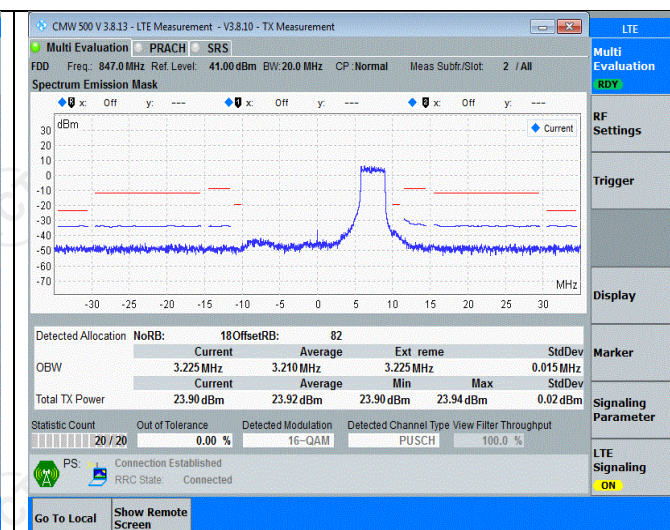 CMW 500 V 3.8.13 - LTE Measurement - V3.8.10 - TX Measurement
LTE
Multi Evaluation PRACH SRS
Multi Evaluation
RDY
FDD Freq.: 847.0 MHz Ref. Level: 41.00 dBm BW: 20.0 MHz CP : Normal Meas Subfr./Slot: 2 / All
Spectrum Emission Mask
x: Off y: --- x: Off y: --- x: Off y: ---
RF Settings
dBm
Current
30
20
10
0
-10
-20
-30
-40
-50
-60
-70
MHz
-30 -25 -20 -15 -10 -5 0 5 10 15 20 25 30
Trigger
Display
Detected Allocation NoRB: 18 OffsetRB: 82
Current Average Ext reme StdDev
OBW 3.225 MHz 3.210 MHz 3.225 MHz 0.015 MHz
Current Average Min Max StdDev
Total TX Power 23.90 dBm 23.92 dBm 23.90 dBm 23.94 dBm 0.02 dBm
Marker
Statistic Count Out of Tolerance Detected Modulation Detected Channel Type View Filter Throughput
20 / 20 0.00 % 16-QAM PUSCH 100.0 %
Signaling Parameter
PS: Connection Established
RRC State: Connected
LTE Signaling
ON
Go To Local
Show Remote Screen